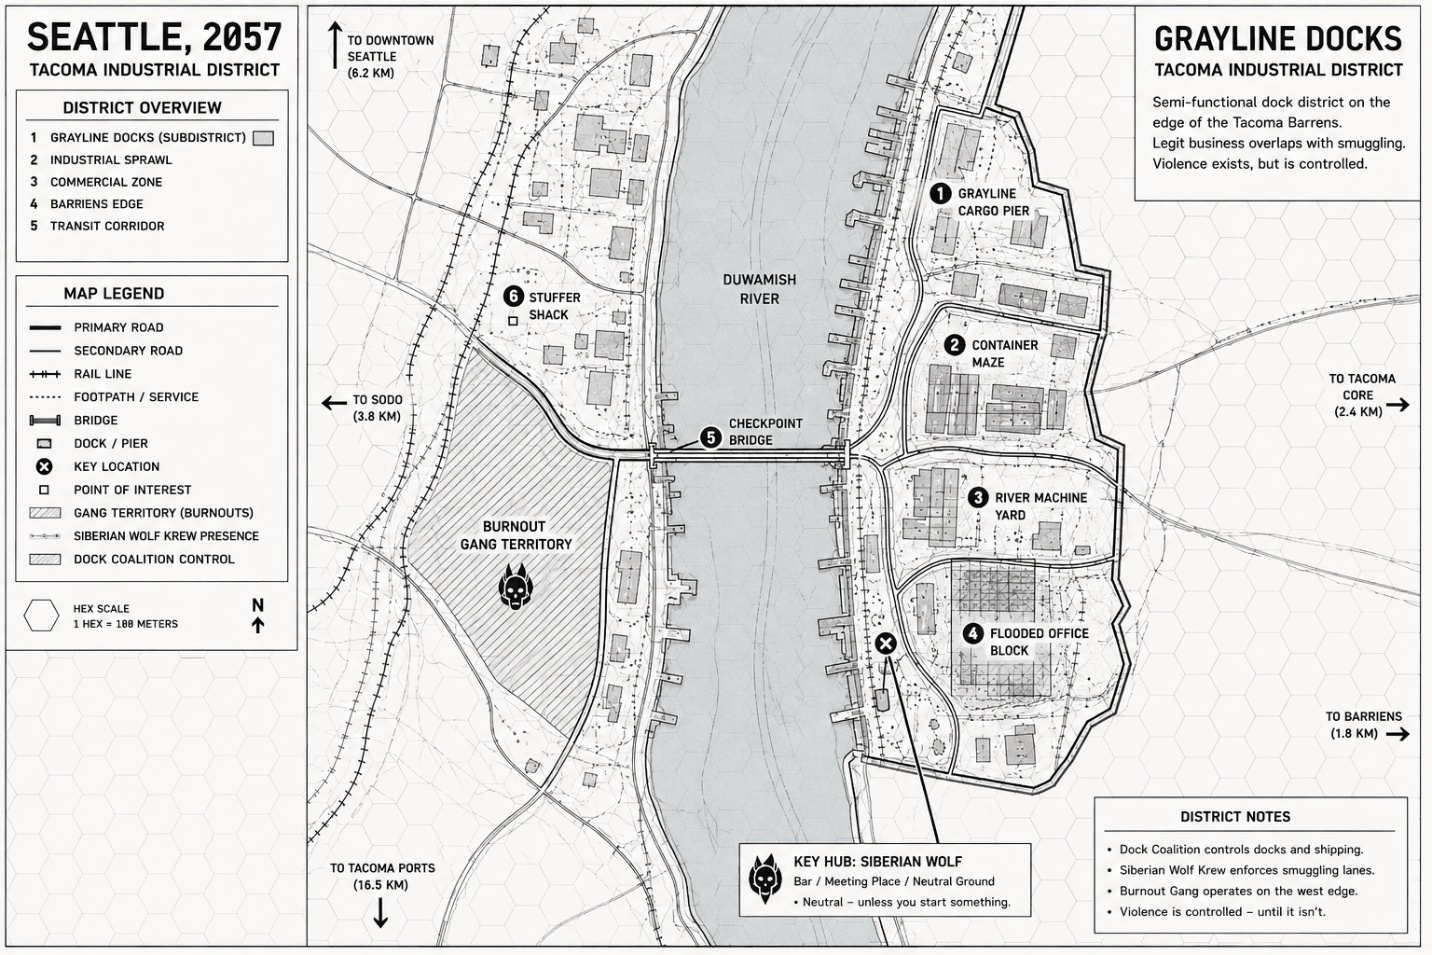 SEATTLE, 2057
TACOMA INDUSTRIAL DISTRICT
DISTRICT OVERVIEW
1 GRAYLINE DOCKS (SUBDISTRICT)
2 INDUSTRIAL SPRAWL
3 COMMERCIAL ZONE
4 BARRIENS EDGE
5 TRANSIT CORRIDOR
MAP LEGEND
PRIMARY ROAD
SECONDARY ROAD
RAIL LINE
FOOTPATH / SERVICE
BRIDGE
DOCK / PIER
KEY LOCATION
POINT OF INTEREST
GANG TERRITORY (BURNOUTS)
SIBERIAN WOLF KREW PRESENCE
DOCK COALITION CONTROL
HEX SCALE
1 HEX = 100 METERS
N
TO DOWNTOWN
SEATTLE
(6.2 KM)
6 STUFFER
SHACK
TO SODO
(3.8 KM)
BURNOUT
GANG TERRITORY
TO TACOMA PORTS
(16.5 KM)
DUWAMISH
RIVER
5 CHECKPOINT
BRIDGE
1 GRAYLINE
CARGO PIER
2 CONTAINER
MAZE
3 RIVER MACHINE
YARD
4 FLOODED OFFICE
BLOCK
KEY HUB: SIBERIAN WOLF
Bar / Meeting Place / Neutral Ground
• Neutral – unless you start something.
GRAYLINE DOCKS
TACOMA INDUSTRIAL DISTRICT
Semi-functional dock district on the
edge of the Tacoma Barrens.
Legit business overlaps with smuggling.
Violence exists, but is controlled.
TO TACOMA
CORE
(2.4 KM)
TO BARRIENS
(1.8 KM)
DISTRICT NOTES
• Dock Coalition controls docks and shipping.
• Siberian Wolf Krew enforces smuggling lanes.
• Burnout Gang operates on the west edge.
• Violence is controlled – until it isn't.